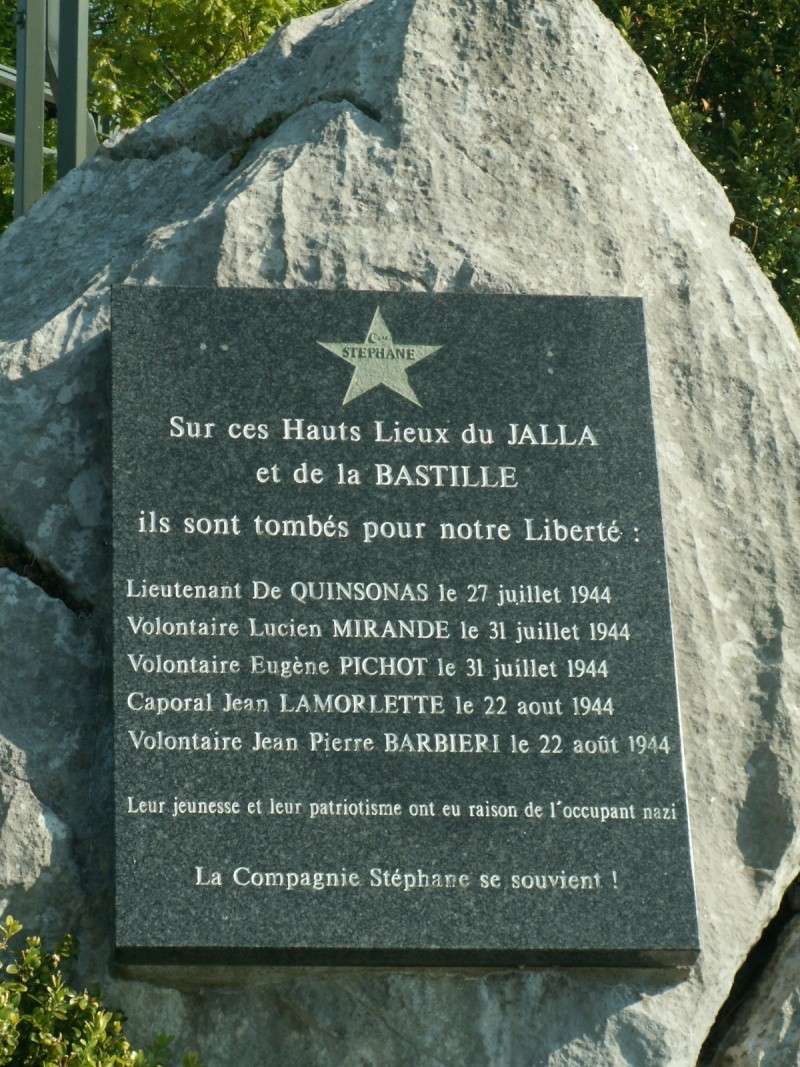 Cie
STEPHANE
Sur ces Hauts Lieux du JALLA
et de la BASTILLE
ils sont tombés pour notre Liberté :
Lieutenant De QUINSONAS le 27 juillet 1944
Volontaire Lucien MIRANDE le 31 juillet 1944
Volontaire Eugène PICHOT le 31 juillet 1944
Caporal Jean LAMORLETTE le 22 aout 1944
Volontaire Jean Pierre BARBIERI le 22 août 1944
Leur jeunesse et leur patriotisme ont eu raison de l'occupant nazi
La Compagnie Stéphane se souvient !